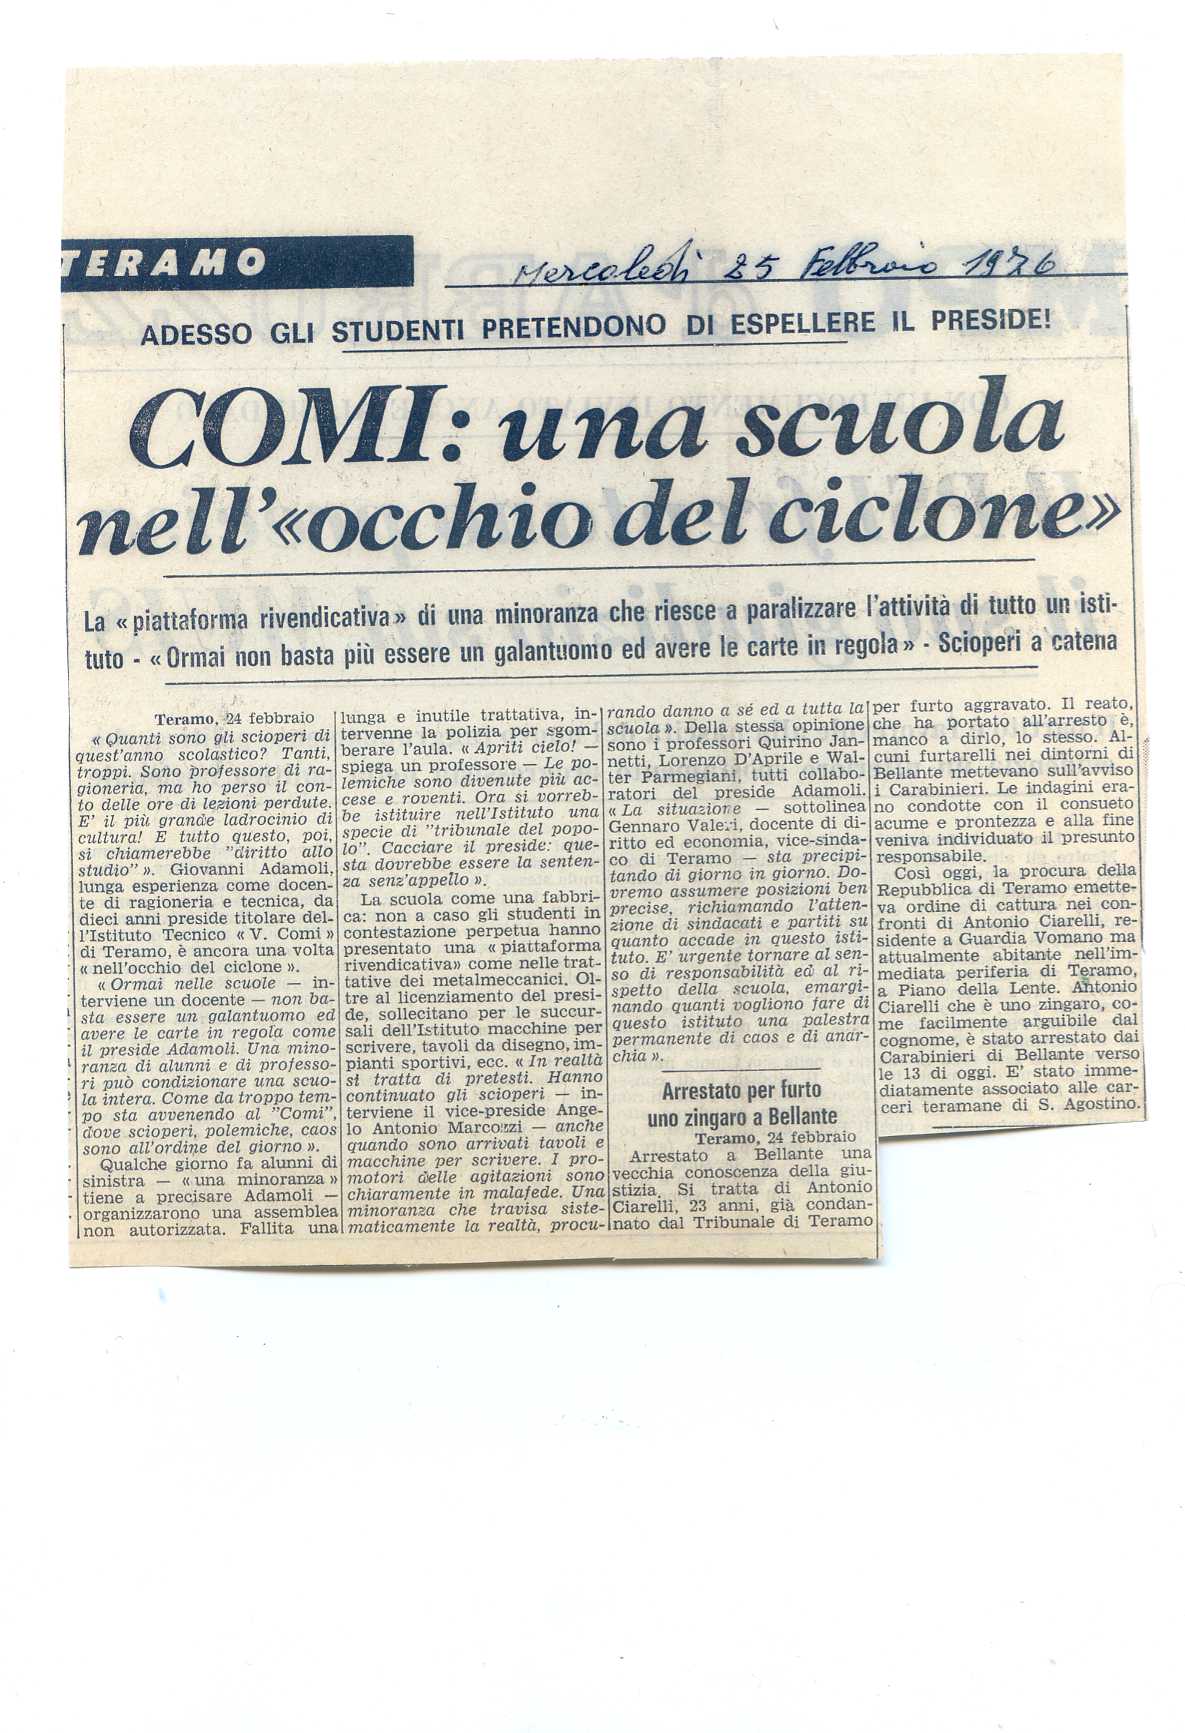 TERAMO
Mercoledì 25 Febbraio 1976
ADESSO GLI STUDENTI PRETENDONO DI ESPELLERE IL PRESIDE!
COMI: una scuola
nell'«occhio del ciclone»
La «piattaforma rivendicativa» di una minoranza che riesce a paralizzare l'attività di tutto un isti-
tuto - «Ormai non basta più essere un galantuomo ed avere le carte in regola» - Scioperi a catena
Teramo, 24 febbraio
«Quanti sono gli scioperi di
quest'anno scolastico? Tanti,
troppi. Sono professore di ra-
gioneria, ma ho perso il con-
to delle ore di lezioni perdute.
E' il più grande ladrocinio di
cultura! E tutto questo, poi,
si chiamerebbe "diritto allo
studio"». Giovanni Adamoli,
lunga esperienza come docen-
te di ragioneria e tecnica, da
dieci anni preside titolare del-
l'Istituto Tecnico «V. Comi»
di Teramo, è ancora una volta
«nell'occhio del ciclone».
«Ormai nelle scuole — in-
terviene un docente — non ba-
sta essere un galantuomo ed
avere le carte in regola come
il preside Adamoli. Una mino-
ranza di alunni e di professo-
ri può condizionare una scuo-
la intera. Come da troppo tem-
po sta avvenendo al "Comi",
dove scioperi, polemiche, caos
sono all'ordine del giorno».
Qualche giorno fa alunni di
sinistra — «una minoranza»
tiene a precisare Adamoli —
organizzarono una assemblea
non autorizzata. Fallita una
lunga e inutile trattativa, in-
tervenne la polizia per sgom-
berare l'aula. «Apriti cielo! —
spiega un professore — Le po-
lemiche sono divenute più ac-
cese e roventi. Ora si vorreb-
be istituire nell'Istituto una
specie di "tribunale del popo-
lo". Cacciare il preside: que-
sta dovrebbe essere la senten-
za senz'appello».
La scuola come una fabbri-
ca: non a caso gli studenti in
contestazione perpetua hanno
presentato una «piattaforma
rivendicativa» come nelle trat-
tative dei metalmeccanici. Ol-
tre al licenziamento del presi-
de, sollecitano per le succur-
sali dell'Istituto macchine per
scrivere, tavoli da disegno, im-
pianti sportivi, ecc. «In realtà
si tratta di pretesti. Hanno
continuato gli scioperi — in-
terviene il vice-preside Ange-
lo Antonio Marcozzi — anche
quando sono arrivati tavoli e
macchine per scrivere. I pro-
motori delle agitazioni sono
chiaramente in malafede. Una
minoranza che travisa siste-
maticamente la realtà, procu-
rando danno a sé ed a tutta la
scuola». Della stessa opinione
sono i professori Quirino Jan-
netti, Lorenzo D'Aprile e Wal-
ter Parmegiani, tutti collabo-
ratori del preside Adamoli.
«La situazione — sottolinea
Gennaro Valeri, docente di di-
ritto ed economia, vice-sinda-
co di Teramo — sta precipi-
tando di giorno in giorno. Do-
vremo assumere posizioni ben
precise, richiamando l'atten-
zione di sindacati e partiti su
quanto accade in questo isti-
tuto. E' urgente tornare al sen-
so di responsabilità ed al ri-
spetto della scuola, emargi-
nando quanti vogliono fare di
questo istituto una palestra
permanente di caos e di anar-
chia».
Arrestato per furto
uno zingaro a Bellante
Teramo, 24 febbraio
Arrestato a Bellante una
vecchia conoscenza della giu-
stizia. Si tratta di Antonio
Ciarelli, 23 anni, già condan-
nato dal Tribunale di Teramo
per furto aggravato. Il reato,
che ha portato all'arresto è,
manco a dirlo, lo stesso. Al-
cuni furtarelli nei dintorni di
Bellante mettevano sull'avviso
i Carabinieri. Le indagini era-
no condotte con il consueto
acume e prontezza e alla fine
veniva individuato il presunto
responsabile.
Così oggi, la procura della
Repubblica di Teramo emette-
va ordine di cattura nei con-
fronti di Antonio Ciarelli, re-
sidente a Guardia Vomano ma
attualmente abitante nell'im-
mediata periferia di Teramo,
a Piano della Lente. Antonio
Ciarelli che è uno zingaro, co-
me facilmente arguibile dal
cognome, è stato arrestato dai
Carabinieri di Bellante verso
le 13 di oggi. E' stato imme-
diatamente associato alle car-
ceri teramane di S. Agostino.